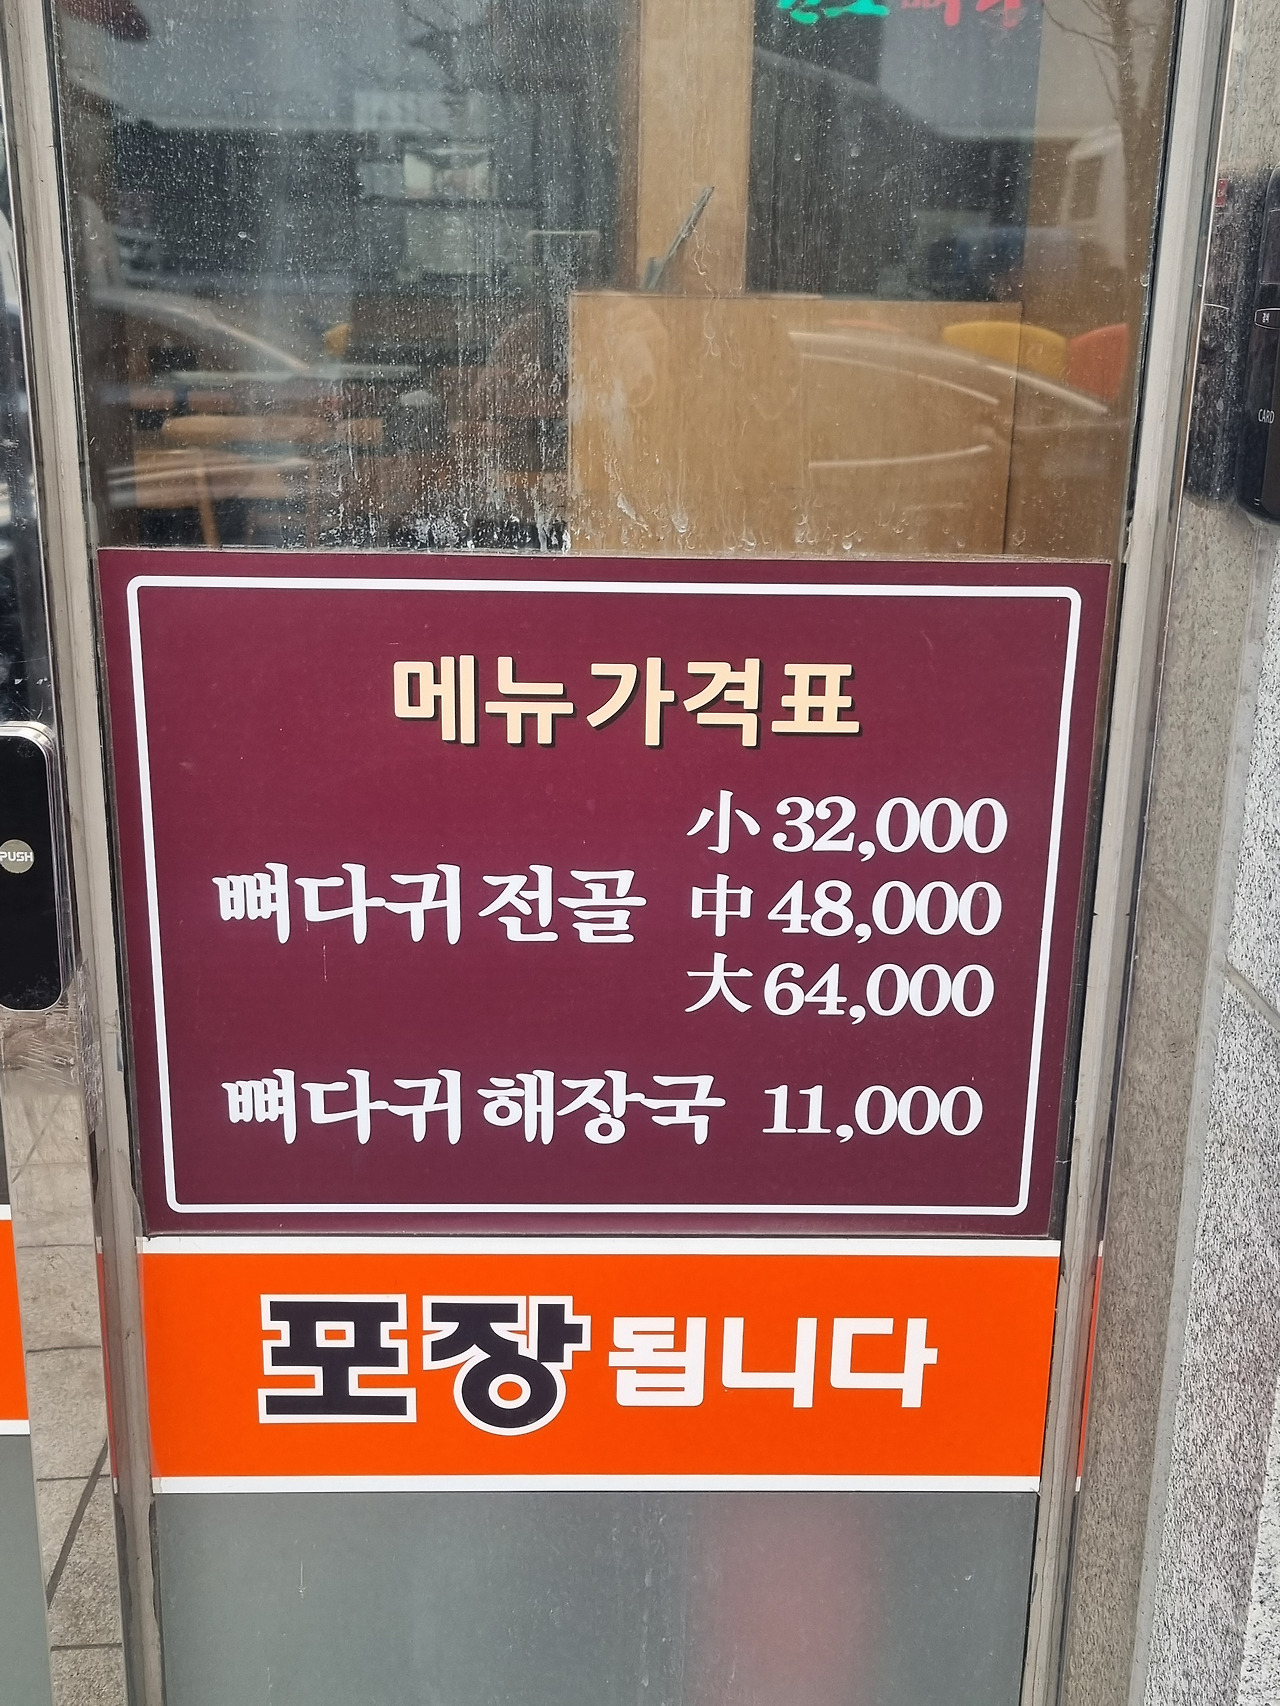 메뉴가격표
小 32,000
뼈다귀 전골 中 48,000
大 64,000
뼈다귀 해장국 11,000
포장 됩니다
PUSH
CARD